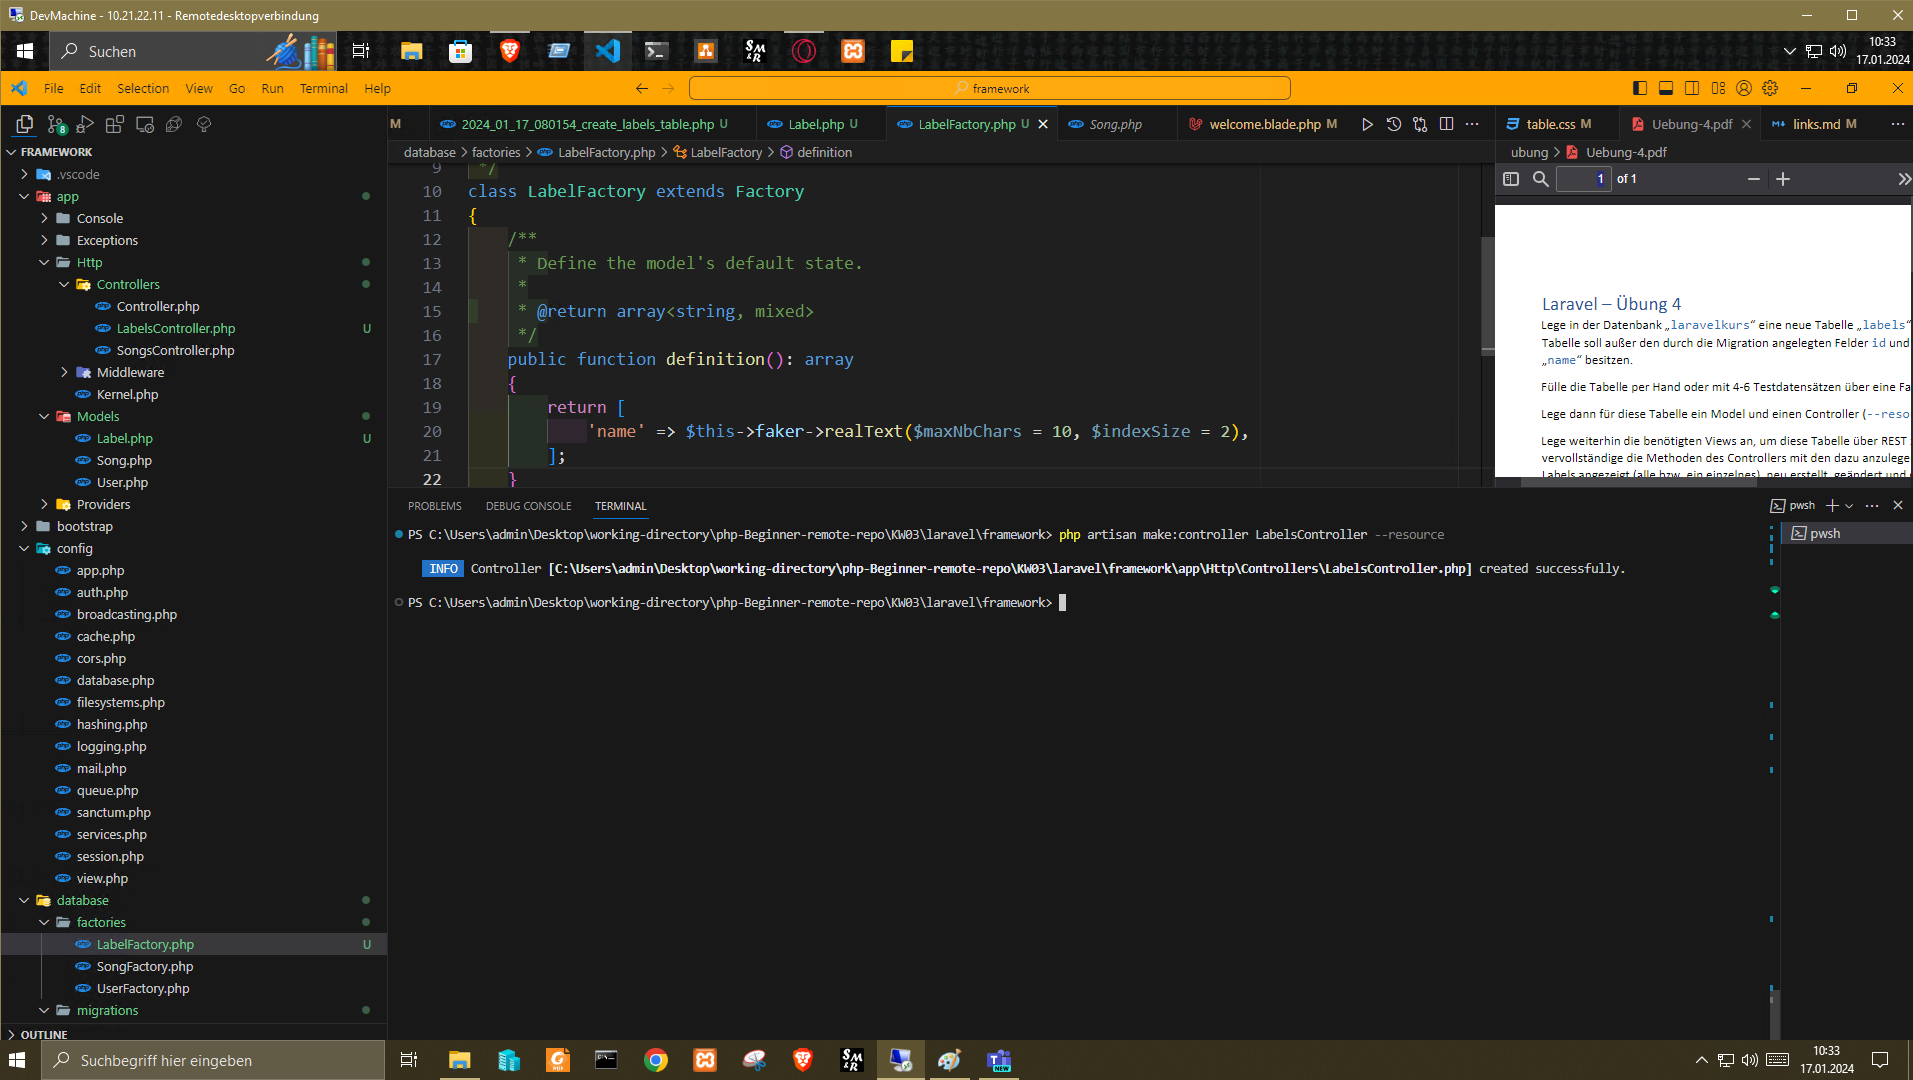 DevMachine - 10.21.22.11 - Remotedesktopverbindung
Suchen
10:33
17.01.2024
File Edit Selection View Go Run Terminal Help
framework
8
FRAMEWORK
.vscode
app
Console
Exceptions
Http
Controllers
Controller.php
LabelsController.php U
SongsController.php
Middleware
Kernel.php
Models
Label.php U
Song.php
User.php
Providers
bootstrap
config
app.php
auth.php
broadcasting.php
cache.php
cors.php
database.php
filesystems.php
hashing.php
logging.php
mail.php
queue.php
sanctum.php
services.php
session.php
view.php
database
factories
LabelFactory.php U
SongFactory.php
UserFactory.php
migrations
OUTLINE
M 2024_01_17_080154_create_labels_table.php U Label.php U LabelFactory.php U Song.php welcome.blade.php M
database > factories > LabelFactory.php > LabelFactory > definition
9 */
10 class LabelFactory extends Factory
11 {
12 /**
13 * Define the model's default state.
14 *
15 * @return array<string, mixed>
16 */
17 public function definition(): array
18 {
19 return [
20 'name' => $this->faker->realText($maxNbChars = 10, $indexSize = 2),
21 ];
22 }
table.css M Uebung-4.pdf links.md M
ubung > Uebung-4.pdf
1 of 1
Laravel – Übung 4
Lege in der Datenbank „laravelkurs“ eine neue Tabelle „labels“
Tabelle soll außer den durch die Migration angelegten Felder id und
„name“ besitzen.
Fülle die Tabelle per Hand oder mit 4-6 Testdatensätzen über eine Fa
Lege dann für diese Tabelle ein Model und einen Controller (--reso
Lege weiterhin die benötigten Views an, um diese Tabelle über REST
vervollständige die Methoden des Controllers mit den dazu anzulege
Labels angezeigt (alle bzw. ein einzelnes), neu erstellt, geändert und
PROBLEMS DEBUG CONSOLE TERMINAL
pwsh
pwsh
PS C:\Users\admin\Desktop\working-directory\php-Beginner-remote-repo\KW03\laravel\framework> php artisan make:controller LabelsController --resource
INFO Controller [C:\Users\admin\Desktop\working-directory\php-Beginner-remote-repo\KW03\laravel\framework\app\Http\Controllers\LabelsController.php] created successfully.
PS C:\Users\admin\Desktop\working-directory\php-Beginner-remote-repo\KW03\laravel\framework>
Suchbegriff hier eingeben
10:33
17.01.2024